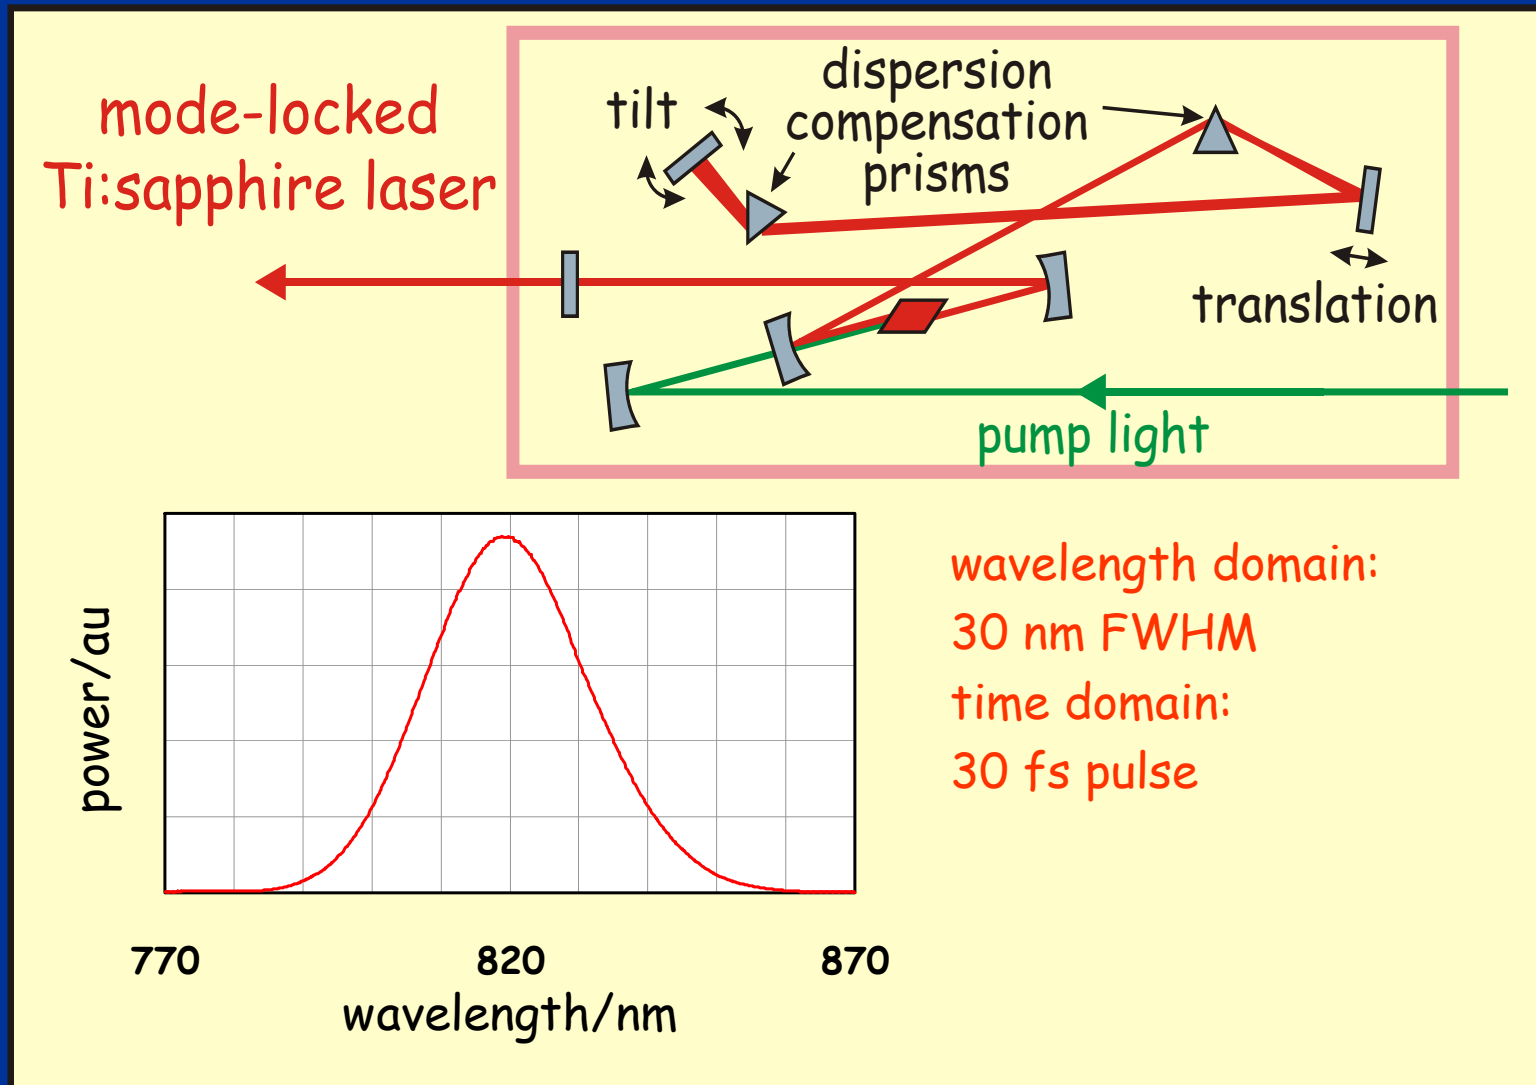 mode-locked
Ti:sapphire laser
tilt
dispersion
compensation
prisms
translation
pump light
power/au
770 820 870
wavelength/nm
wavelength domain:
30 nm FWHM
time domain:
30 fs pulse